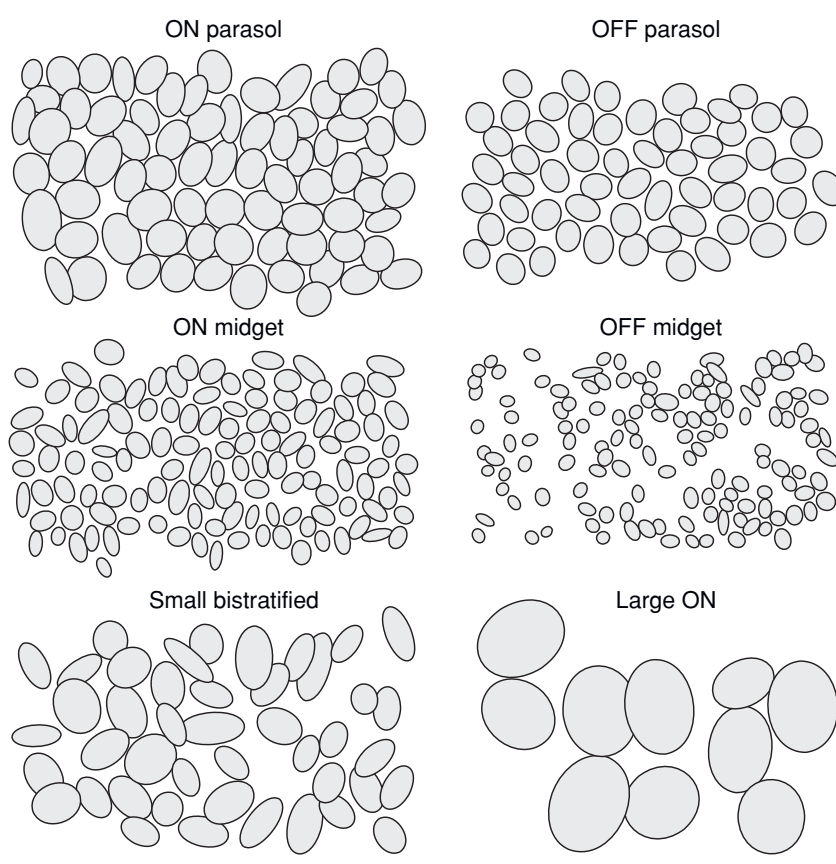 ON parasol
OFF parasol
ON midget
OFF midget
Small bistratified
Large ON